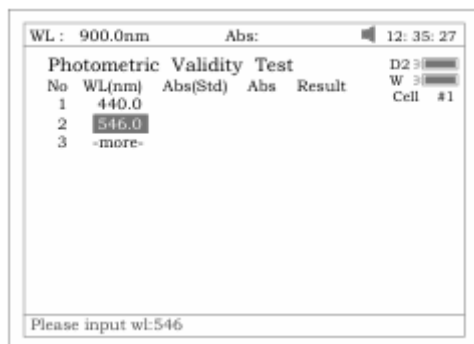 WL : 900.0nm Abs: 12: 35: 27
Photometric Validity Test D2
No WL(nm) Abs(Std) Abs Result W
1 440.0 Cell #1
2 546.0
3 -more-
Please input wl:546